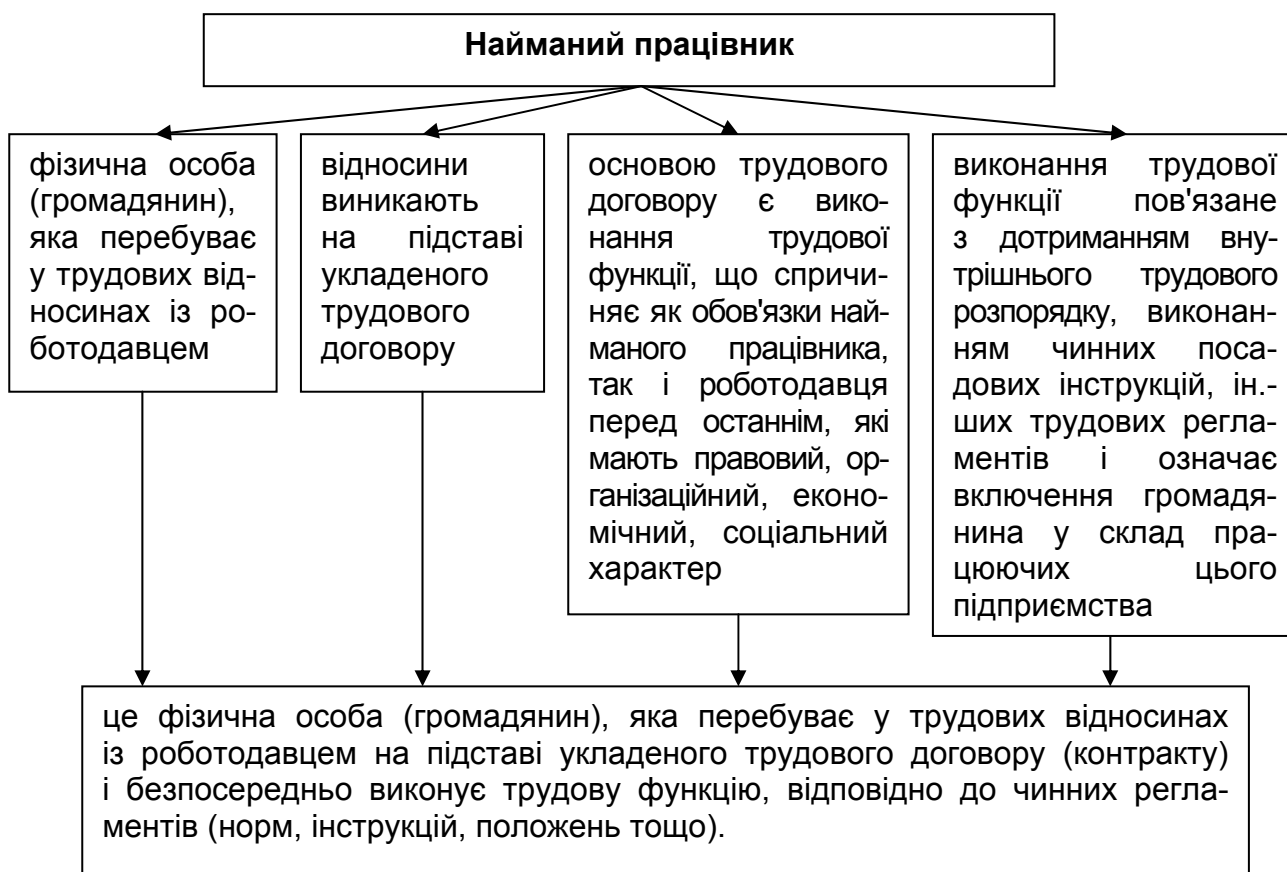 Найманий працівник
фізична особа
(громадянин),
яка перебуває
у трудових від-
носинах із ро-
ботодавцем
відносини
виникають
на підставі
укладеного
трудового
договору
основою трудового
договору є вико-
нання трудової
функції, що спричи-
няє як обов'язки най-
маного працівника,
так і роботодавця
перед останнім, які
мають правовий, ор-
ганізаційний, еконо-
мічний, соціальний
характер
виконання трудової
функції пов'язане
з дотриманням вну-
трішнього трудового
розпорядку, виконан-
ням чинних поса-
дових інструкцій, ін.-
ших трудових регла-
ментів і означає
включення громадя-
нина у склад пра-
цюючих цього
підприємства
це фізична особа (громадянин), яка перебуває у трудових відносинах
із роботодавцем на підставі укладеного трудового договору (контракту)
і безпосередньо виконує трудову функцію, відповідно до чинних регла-
ментів (норм, інструкцій, положень тощо).